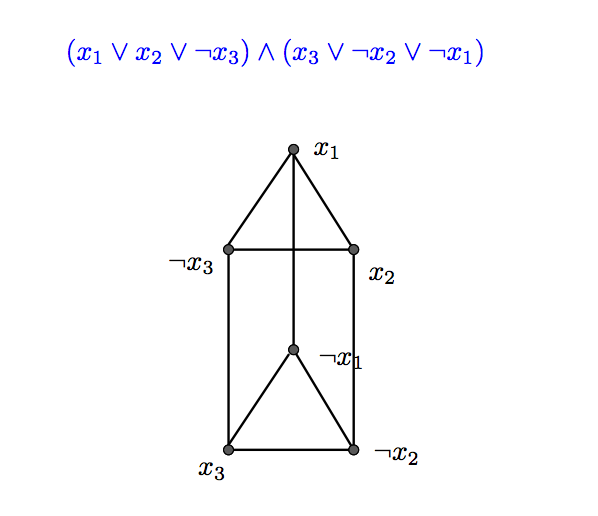 (x₁ ∨ x₂ ∨ ¬x₃) ∧ (x₃ ∨ ¬x₂ ∨ ¬x₁)
x₁
¬x₃
x₂
¬x₁
x₃
¬x₂